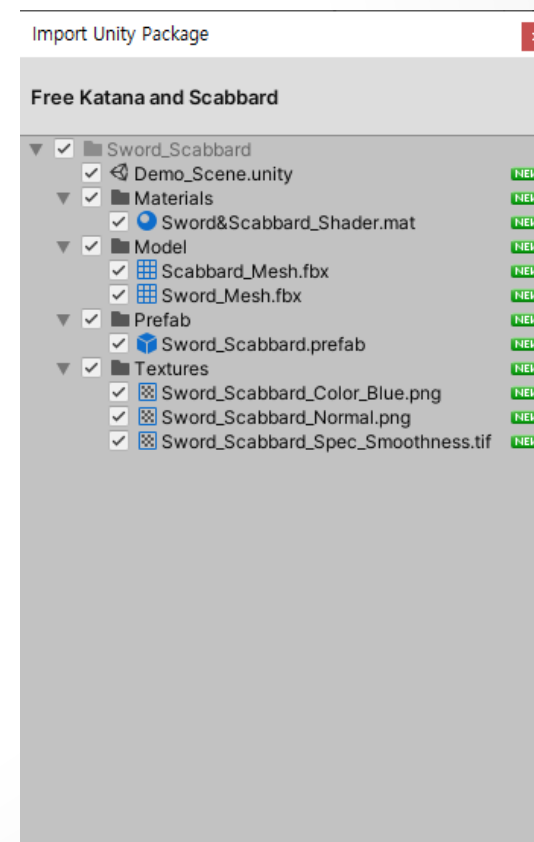 Import Unity Package
Free Katana and Scabbard
Sword_Scabbard
Demo_Scene.unity
Materials
Sword&Scabbard_Shader.mat
Model
Scabbard_Mesh.fbx
Sword_Mesh.fbx
Prefab
Sword_Scabbard.prefab
Textures
Sword_Scabbard_Color_Blue.png
Sword_Scabbard_Normal.png
Sword_Scabbard_Spec_Smoothness.tif